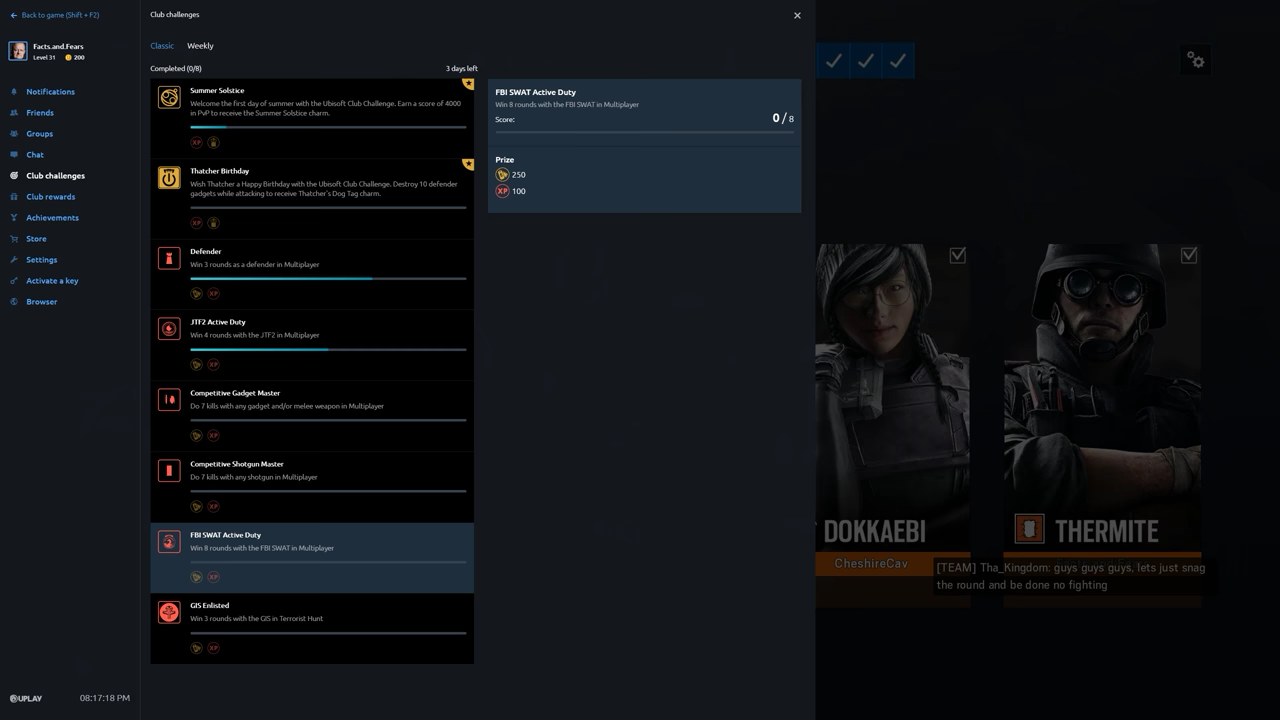 Back to game (Shift + F2)
Facts.and.Fears
Level 31 200
Notifications
Friends
Groups
Chat
Club challenges
Club rewards
Achievements
Store
Settings
Activate a key
Browser
UPLAY
08:17:18 PM
Club challenges
Classic Weekly
Completed (0/8) 3 days left
Summer Solstice
Welcome the first day of summer with the Ubisoft Club Challenge. Earn a score of 4000
in PvP to receive the Summer Solstice charm.
XP
Thatcher Birthday
Wish Thatcher a Happy Birthday with the Ubisoft Club Challenge. Destroy 10 defender
gadgets while attacking to receive Thatcher's Dog Tag charm.
XP
Defender
Win 3 rounds as a defender in Multiplayer
XP
JTF2 Active Duty
Win 4 rounds with the JTF2 in Multiplayer
XP
Competitive Gadget Master
Do 7 kills with any gadget and/or melee weapon in Multiplayer
XP
Competitive Shotgun Master
Do 7 kills with any shotgun in Multiplayer
XP
FBI SWAT Active Duty
Win 8 rounds with the FBI SWAT in Multiplayer
XP
GIS Enlisted
Win 3 rounds with the GIS in Terrorist Hunt
XP
FBI SWAT Active Duty
Win 8 rounds with the FBI SWAT in Multiplayer
Score: 0 / 8
Prize
250
XP 100
DOKKAEBI
CheshireCav
THERMITE
[TEAM] Tha_Kingdom: guys guys guys, lets just snag
the round and be done no fighting